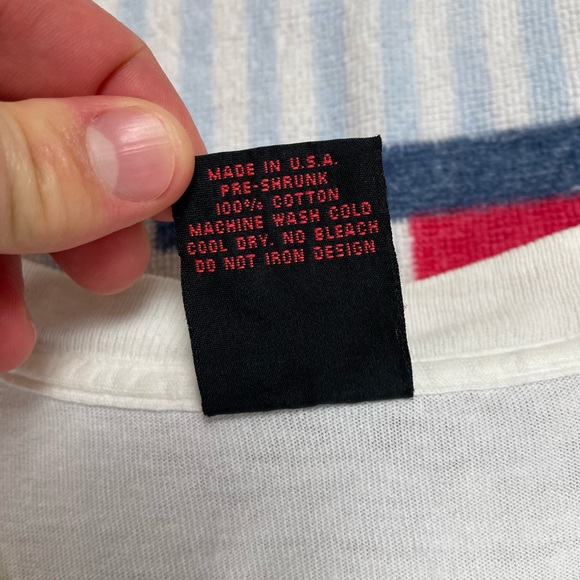 MADE IN U.S.A.
PRE-SHRUNK
100% COTTON
MACHINE WASH COLD
COOL DRY. NO BLEACH
DO NOT IRON DESIGN